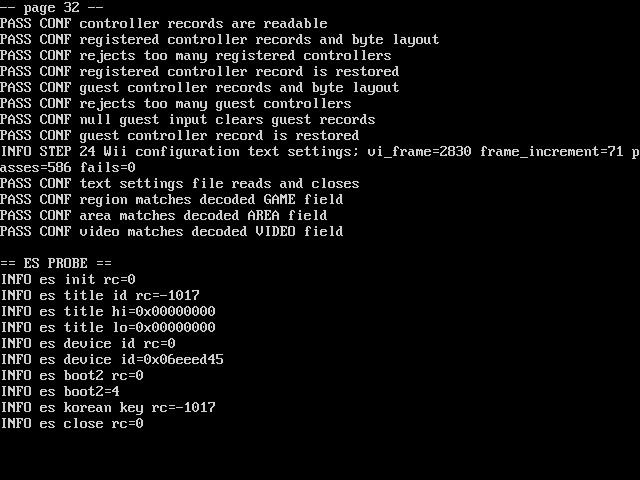 -- page 32 --
PASS CONF controller records are readable
PASS CONF registered controller records and byte layout
PASS CONF rejects too many registered controllers
PASS CONF registered controller record is restored
PASS CONF guest controller records and byte layout
PASS CONF rejects too many guest controllers
PASS CONF null guest input clears guest records
PASS CONF guest controller record is restored
INFO STEP 24 Wii configuration text settings; vi_frame=2830 frame_increment=71 p
asses=586 fails=0
PASS CONF text settings file reads and closes
PASS CONF region matches decoded GAME field
PASS CONF area matches decoded AREA field
PASS CONF video matches decoded VIDEO field
== ES PROBE ==
INFO es init rc=0
INFO es title id rc=-1017
INFO es title hi=0x00000000
INFO es title lo=0x00000000
INFO es device id rc=0
INFO es device id=0x06eeed45
INFO es boot2 rc=0
INFO es boot2=4
INFO es korean key rc=-1017
INFO es close rc=0